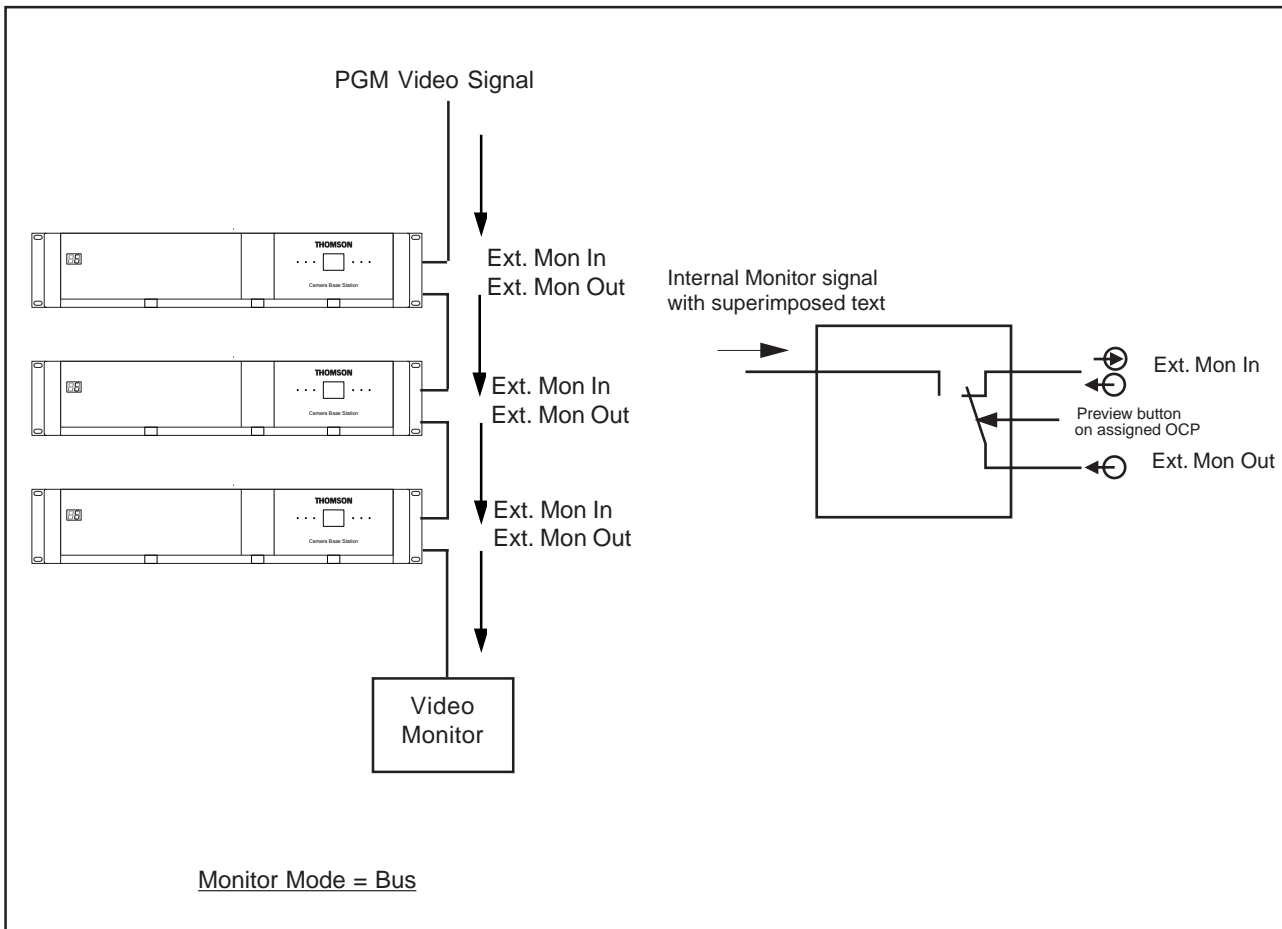 PGM Video Signal
THOMSON
Camera Base Station
Ext. Mon In
Ext. Mon Out
THOMSON
Camera Base Station
Ext. Mon In
Ext. Mon Out
THOMSON
Camera Base Station
Ext. Mon In
Ext. Mon Out
Video
Monitor
Internal Monitor signal
with superimposed text
Ext. Mon In
Preview button
on assigned OCP
Ext. Mon Out
Monitor Mode = Bus